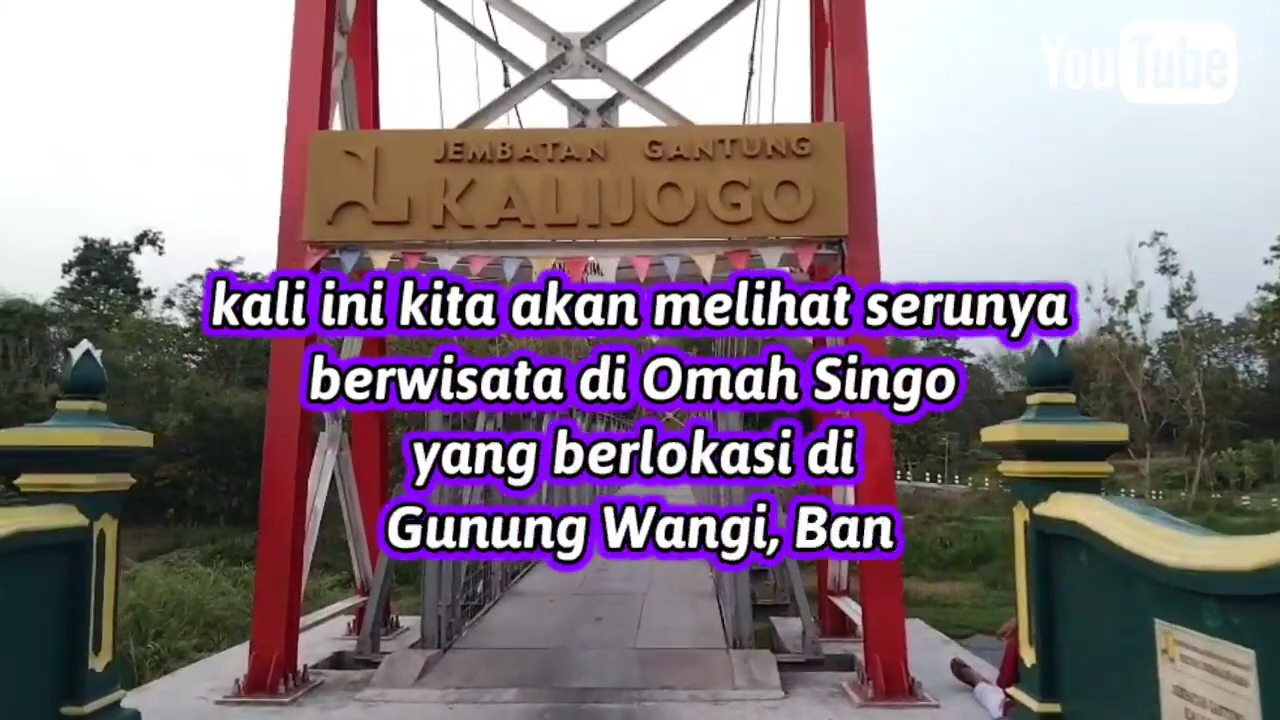 YouTube
JEMBATAN GANTUNG
KALIJOGO
kali ini kita akan melihat serunya
berwisata di Omah Singo
yang berlokasi di
Gunung Wangi, Ban